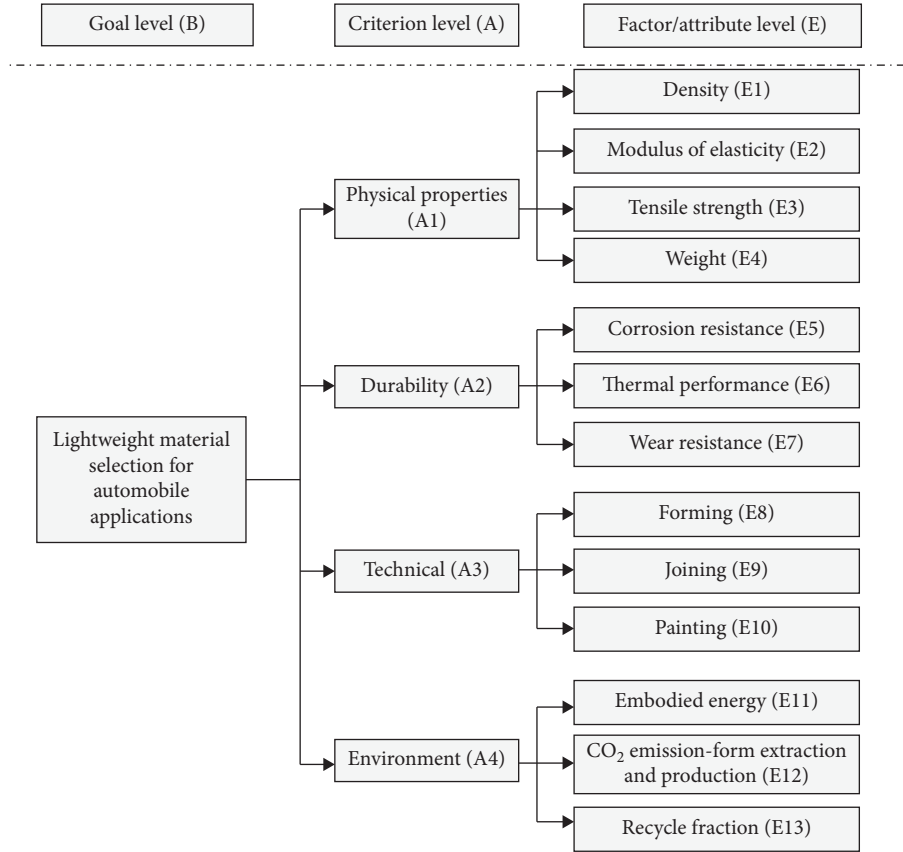 Goal level (B)
Criterion level (A)
Factor/attribute level (E)
Lightweight material
selection for
automobile
applications
Physical properties
(A1)
Density (E1)
Modulus of elasticity (E2)
Tensile strength (E3)
Weight (E4)
Durability (A2)
Corrosion resistance (E5)
Thermal performance (E6)
Wear resistance (E7)
Technical (A3)
Forming (E8)
Joining (E9)
Painting (E10)
Environment (A4)
Embodied energy (E11)
CO₂ emission-form extraction
and production (E12)
Recycle fraction (E13)